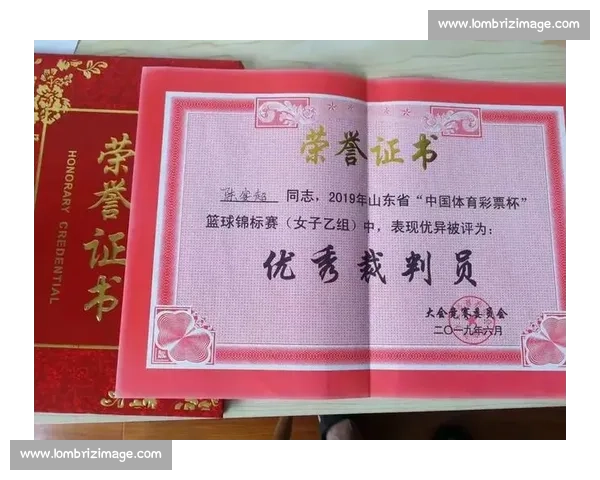 www.lombrizimage.com
荣誉证书
HONORARY CREDENTIAL
荣誉证书
同志，2019年山东省“中国体育彩票杯”
篮球锦标赛（女子乙组）中，表现优异被评为：
优秀裁判员
大会竞赛委员会
二〇一九年六月
www.lombrizimage.com